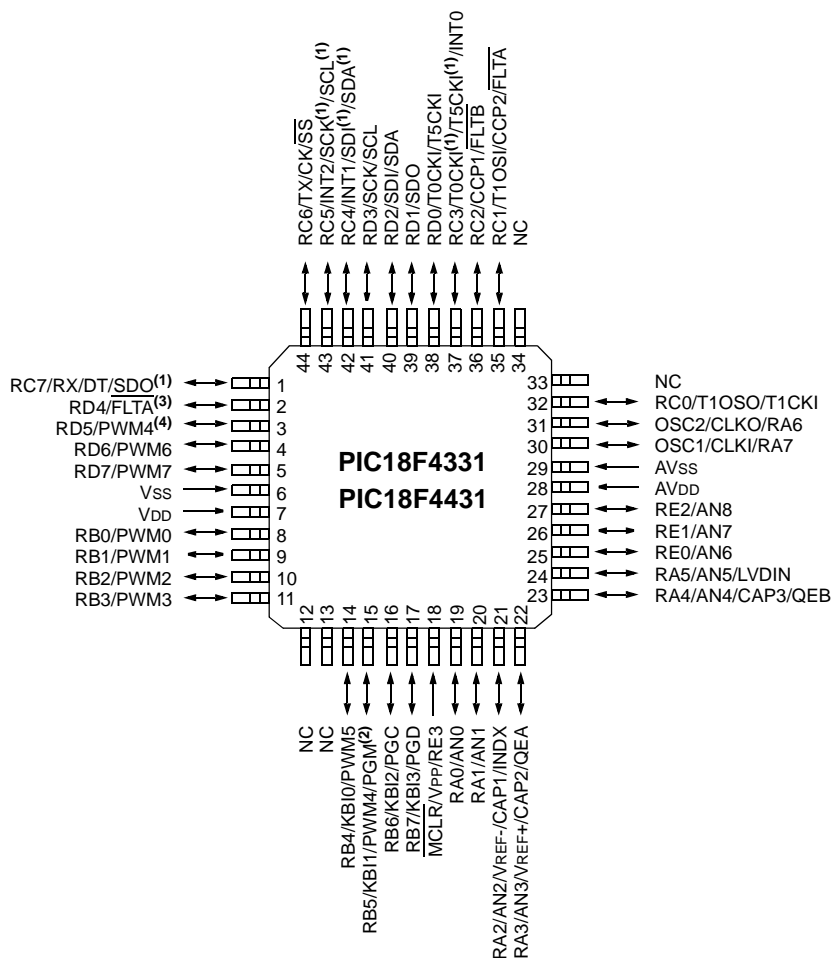 RC6/TX/CK/SS
RC5/INT2/SCK(1)/SCL(1)
RC4/INT1/SDI(1)/SDA(1)
RD3/SCK/SCL
RD2/SDI/SDA
RD1/SDO
RD0/T0CKI/T5CKI
RC3/T0CKI(1)/T5CKI(1)/INT0
RC2/CCP1/FLTB
RC1/T1OSI/CCP2/FLTA
NC
44
43
42
41
40
39
38
37
36
35
34
RC7/RX/DT/SDO(1) 1
RD4/FLTA(3) 2
RD5/PWM4(4) 3
RD6/PWM6 4
RD7/PWM7 5
VSS 6
VDD 7
RB0/PWM0 8
RB1/PWM1 9
RB2/PWM2 10
RB3/PWM3 11
PIC18F4331
PIC18F4431
33 NC
32 RC0/T1OSO/T1CKI
31 OSC2/CLKO/RA6
30 OSC1/CLKI/RA7
29 AVSS
28 AVDD
27 RE2/AN8
26 RE1/AN7
25 RE0/AN6
24 RA5/AN5/LVDIN
23 RA4/AN4/CAP3/QEB
12
13
14
15
16
17
18
19
20
21
22
NC
NC
RB4/KBI0/PWM5
RB5/KBI1/PWM4/PGM(2)
RB6/KBI2/PGC
RB7/KBI3/PGD
MCLR/VPP/RE3
RA0/AN0
RA1/AN1
RA2/AN2/VREF-/CAP1/INDX
RA3/AN3/VREF+/CAP2/QEA